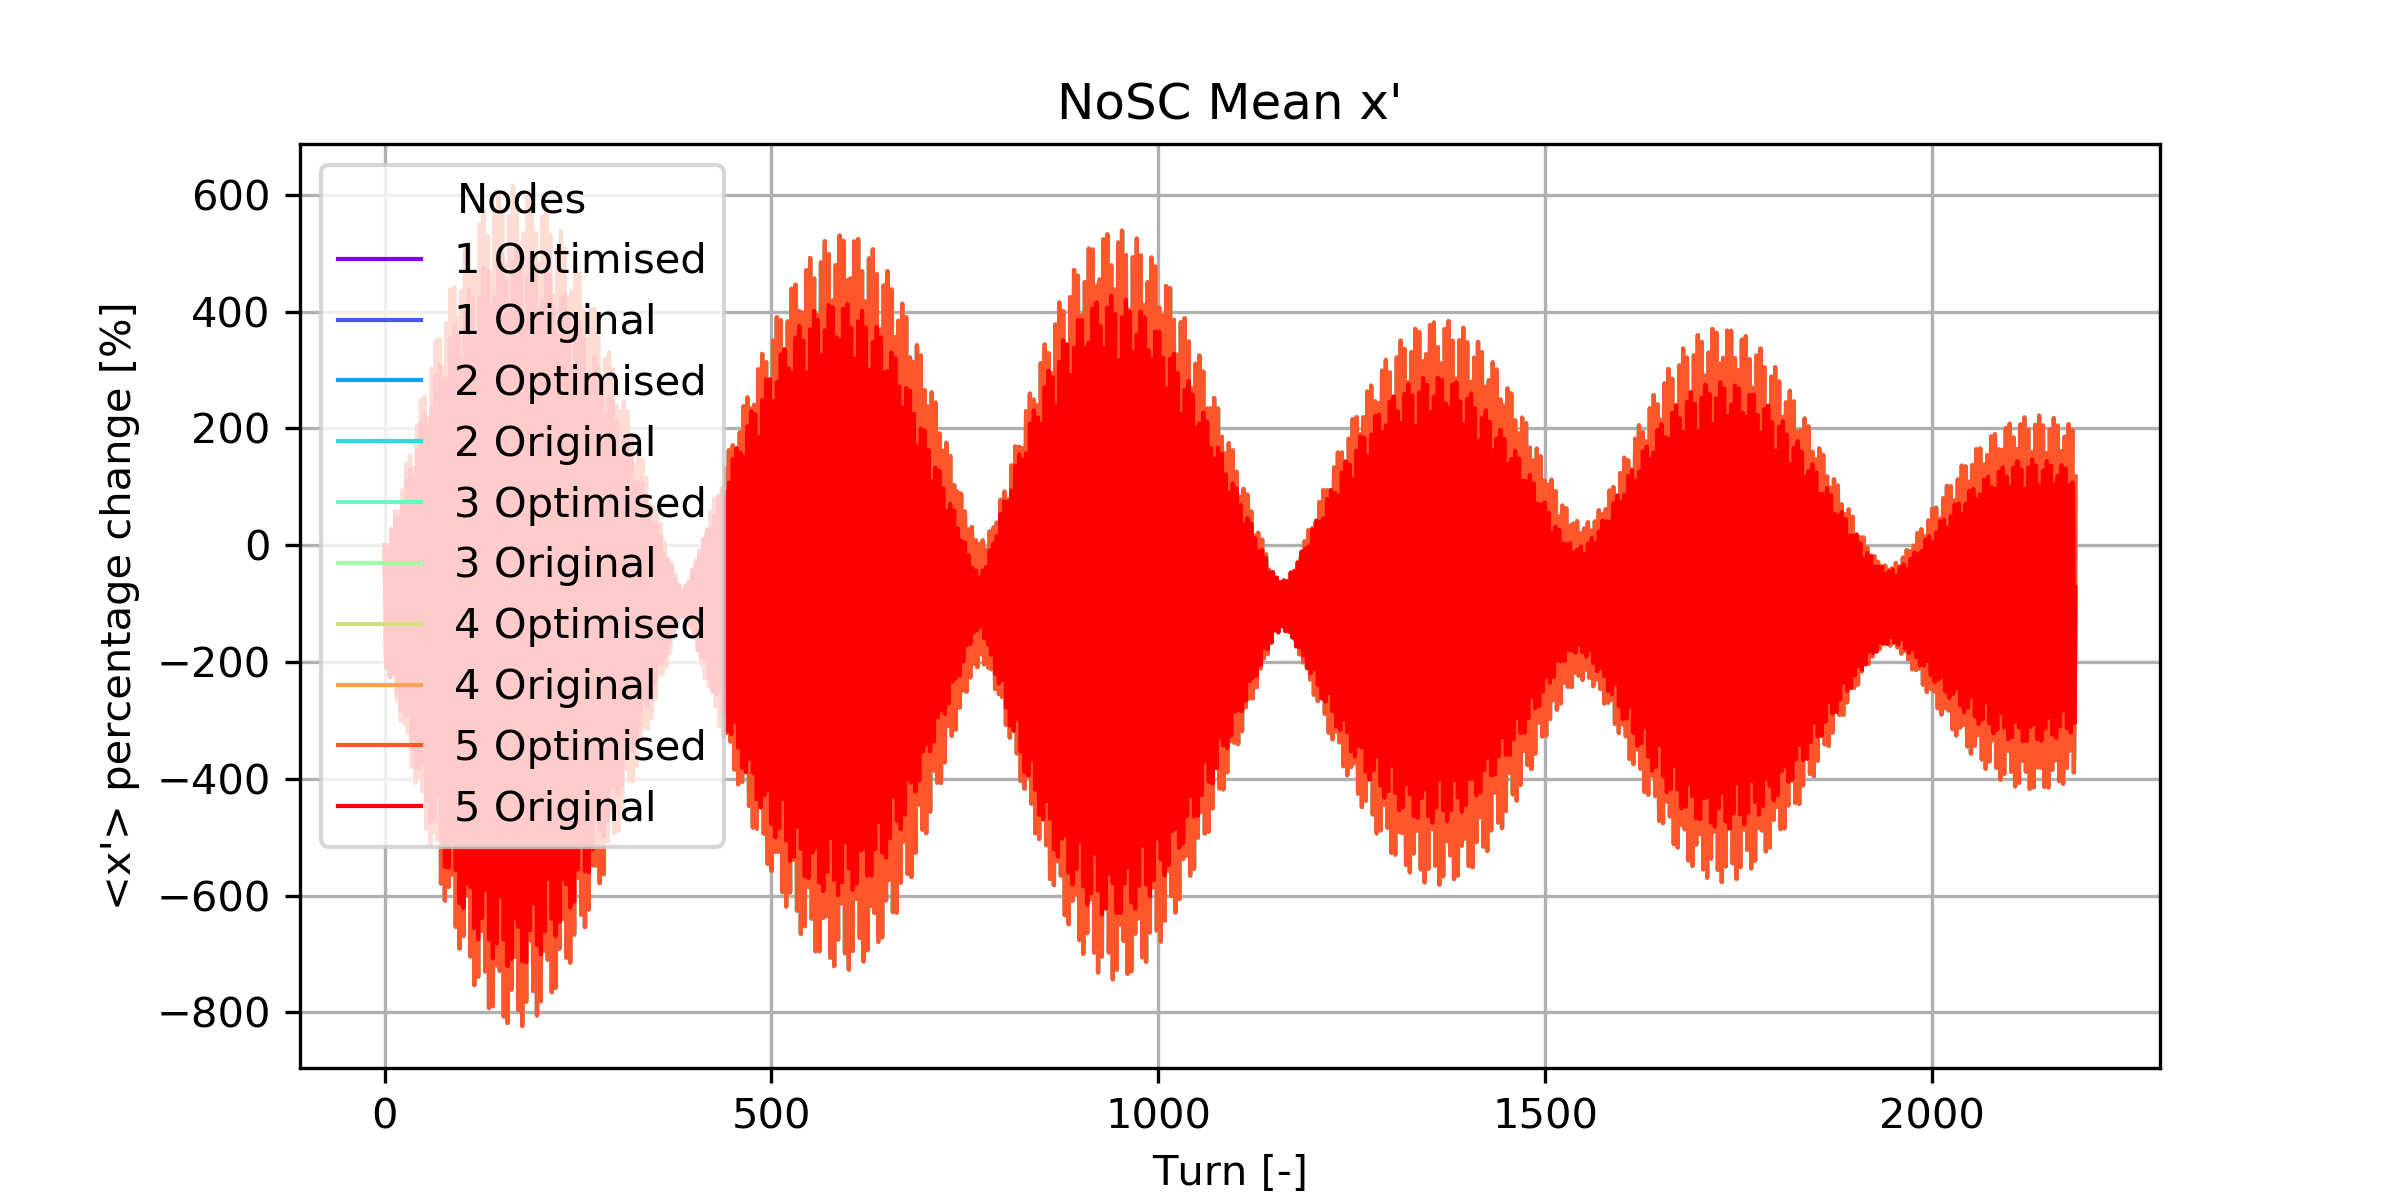 NoSC Mean x'
<x'> percentage change [%]
600
400
200
0
−200
−400
−600
−800
Nodes
1 Optimised
1 Original
2 Optimised
2 Original
3 Optimised
3 Original
4 Optimised
4 Original
5 Optimised
5 Original
0 500 1000 1500 2000
Turn [-]